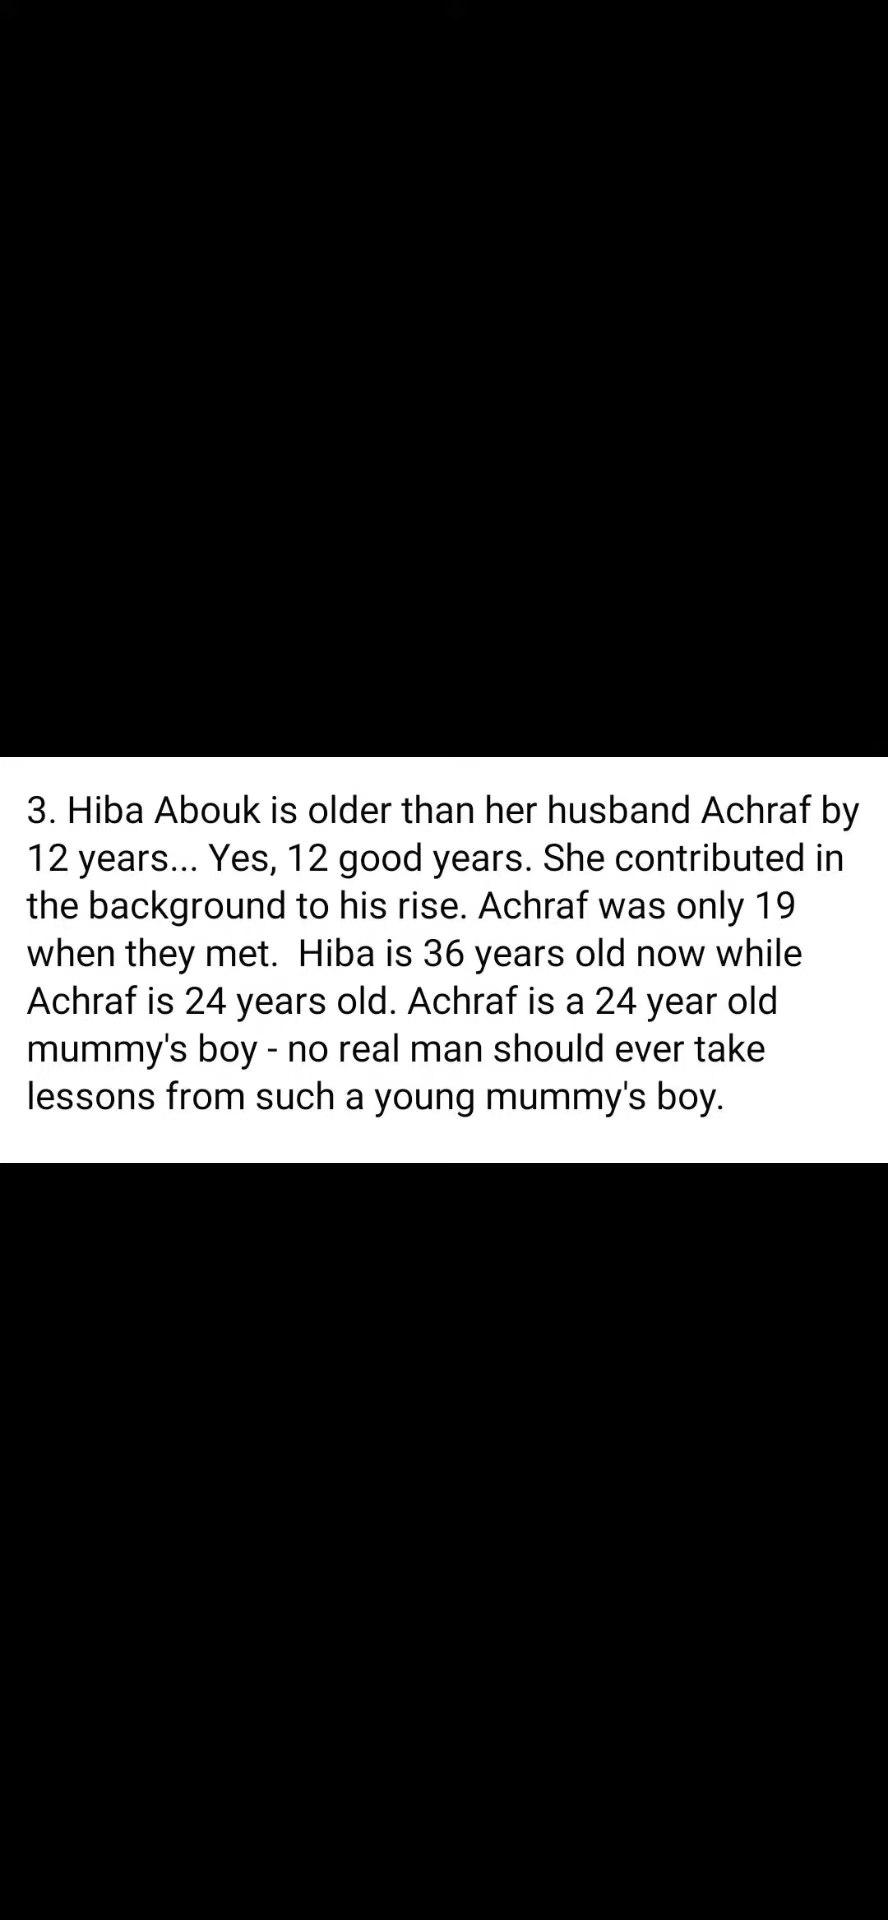 3. Hiba Abouk is older than her husband Achraf by
12 years... Yes, 12 good years. She contributed in
the background to his rise. Achraf was only 19
when they met.  Hiba is 36 years old now while
Achraf is 24 years old. Achraf is a 24 year old
mummy's boy - no real man should ever take
lessons from such a young mummy's boy.